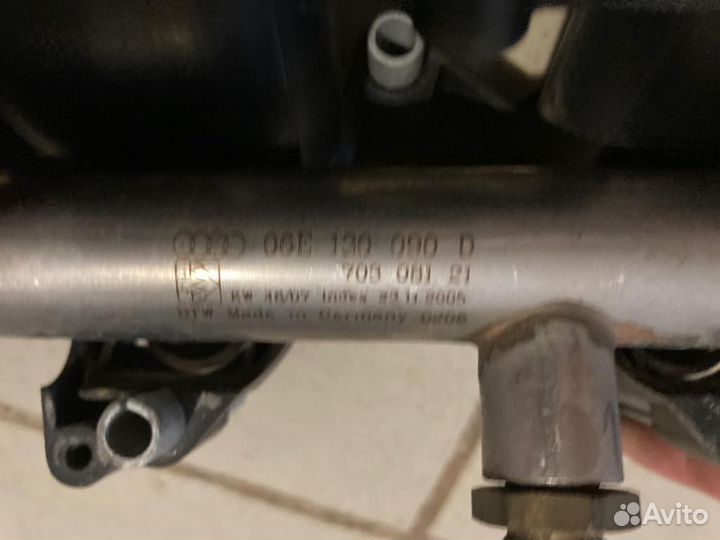 06E 130 090 D
703 081 21
KW 48/07 Index 23.11.2005
Made in Germany
Avito